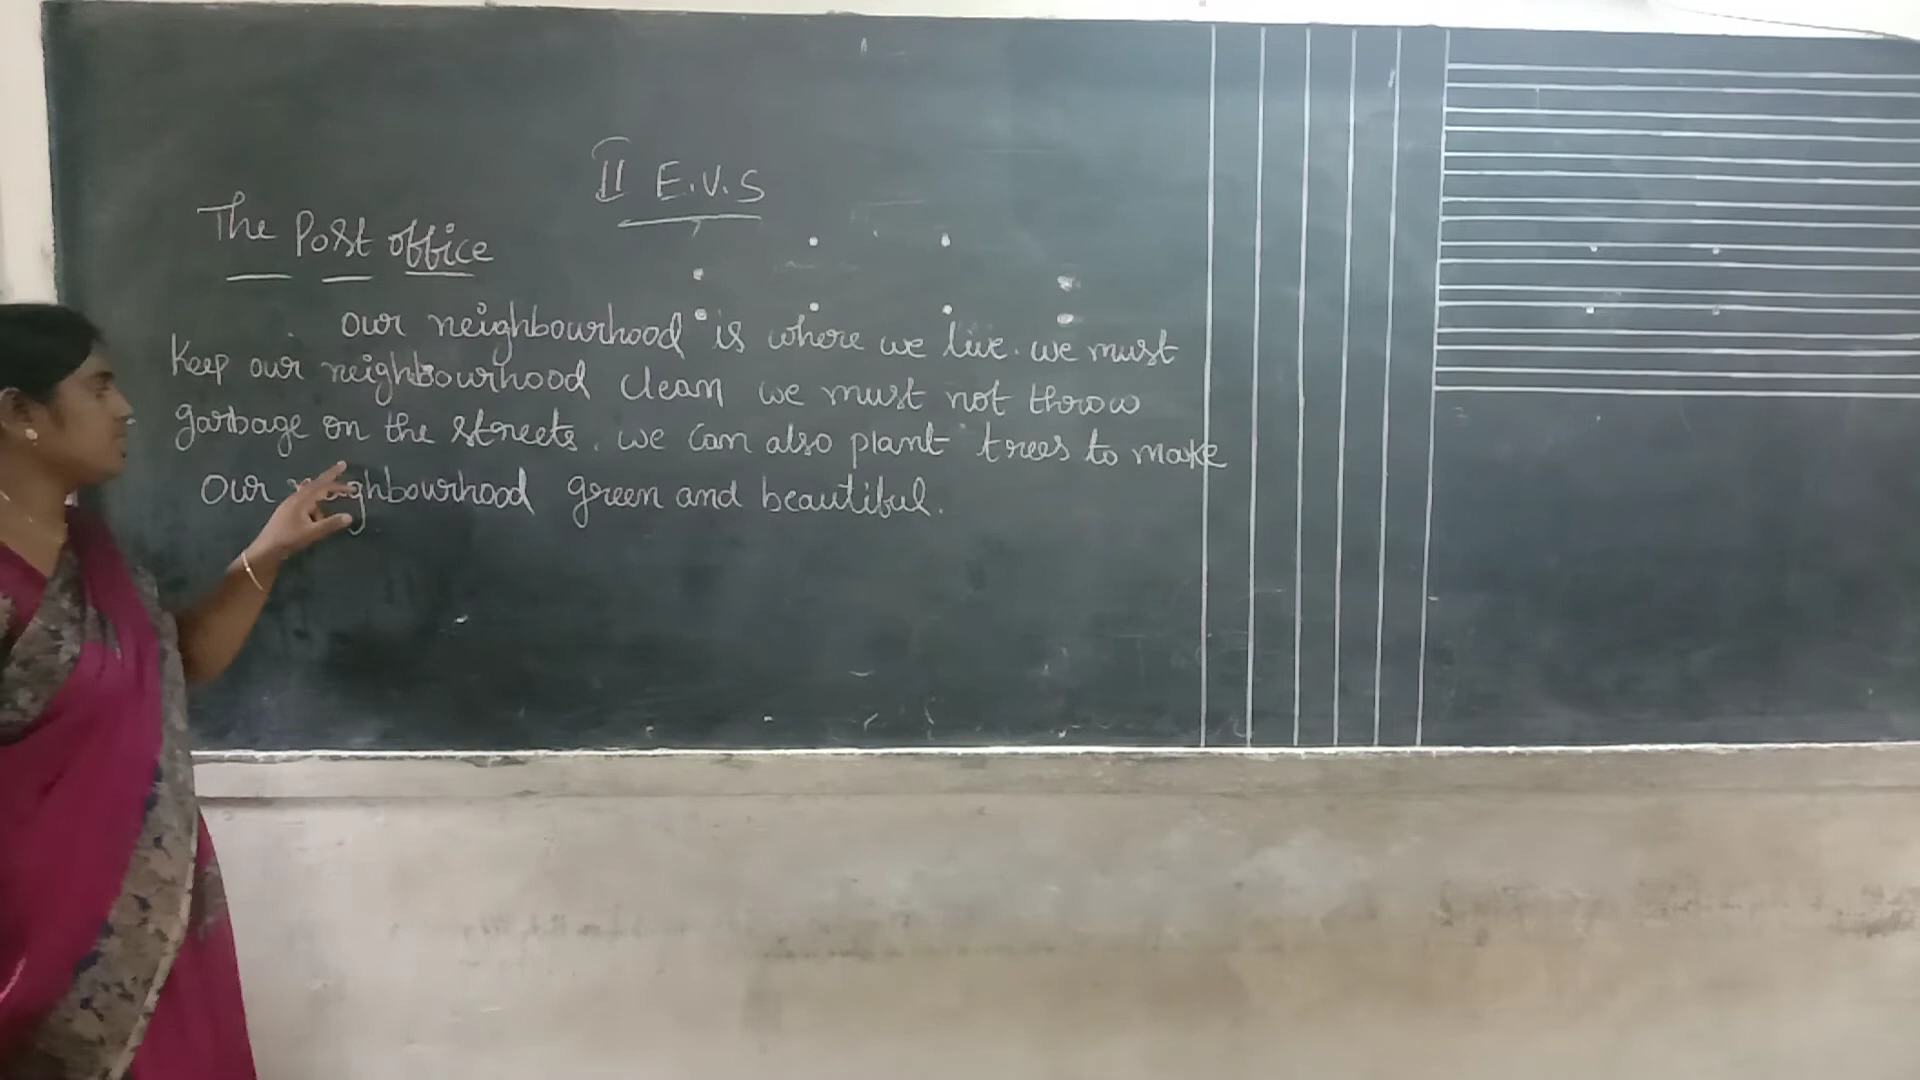 II E.V.S
The Post office
our neighbourhood is where we live. we must
Keep our neighbourhood clean we must not throw
garbage on the streets. we can also plant trees to make
our neighbourhood green and beautiful.